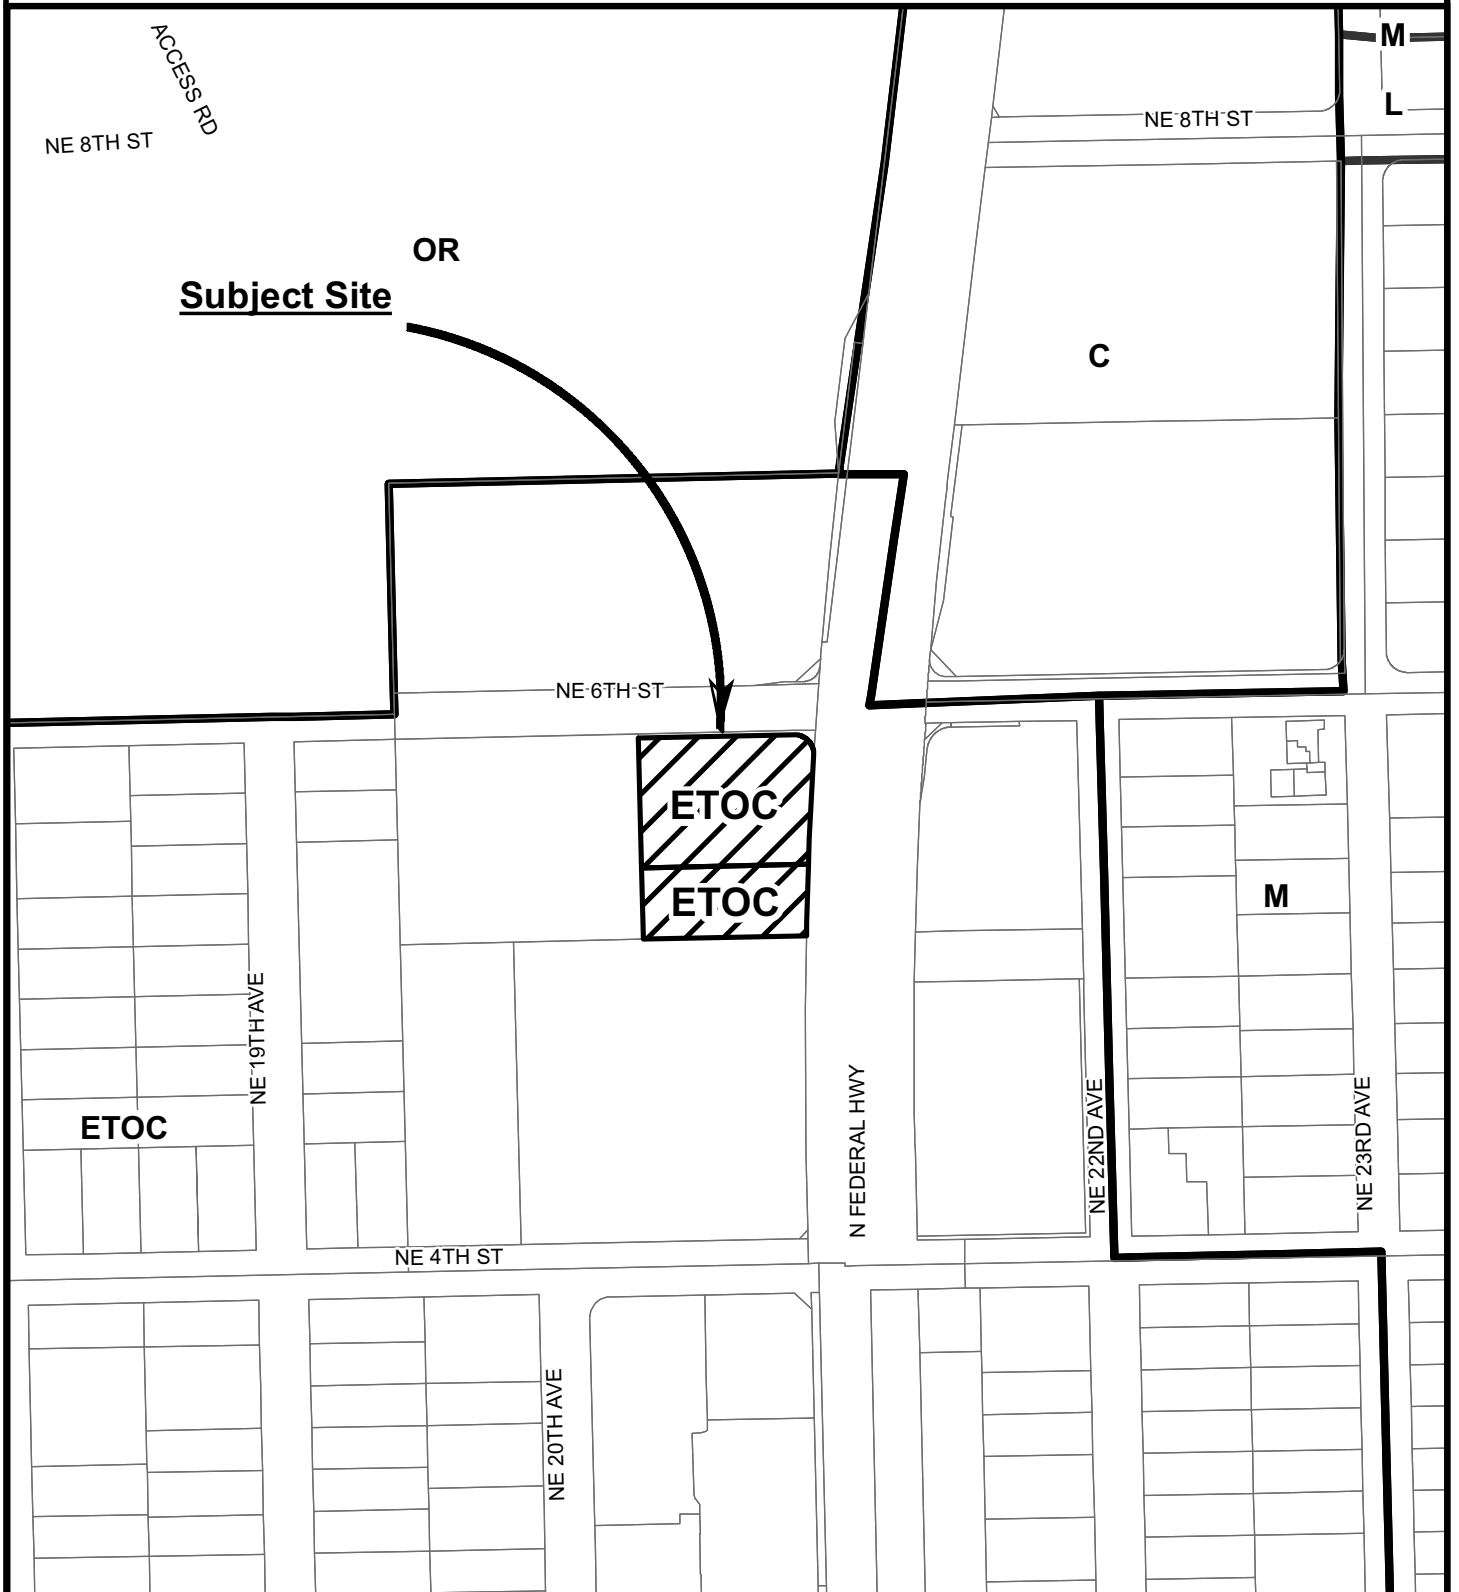 ACCESS RD
M
L
NE 8TH ST
NE 8TH ST
OR
Subject Site
C
NE 6TH ST
ETOC
ETOC
M
NE 19TH AVE
ETOC
N FEDERAL HWY
NE 22ND AVE
NE 23RD AVE
NE 4TH ST
NE 20TH AVE